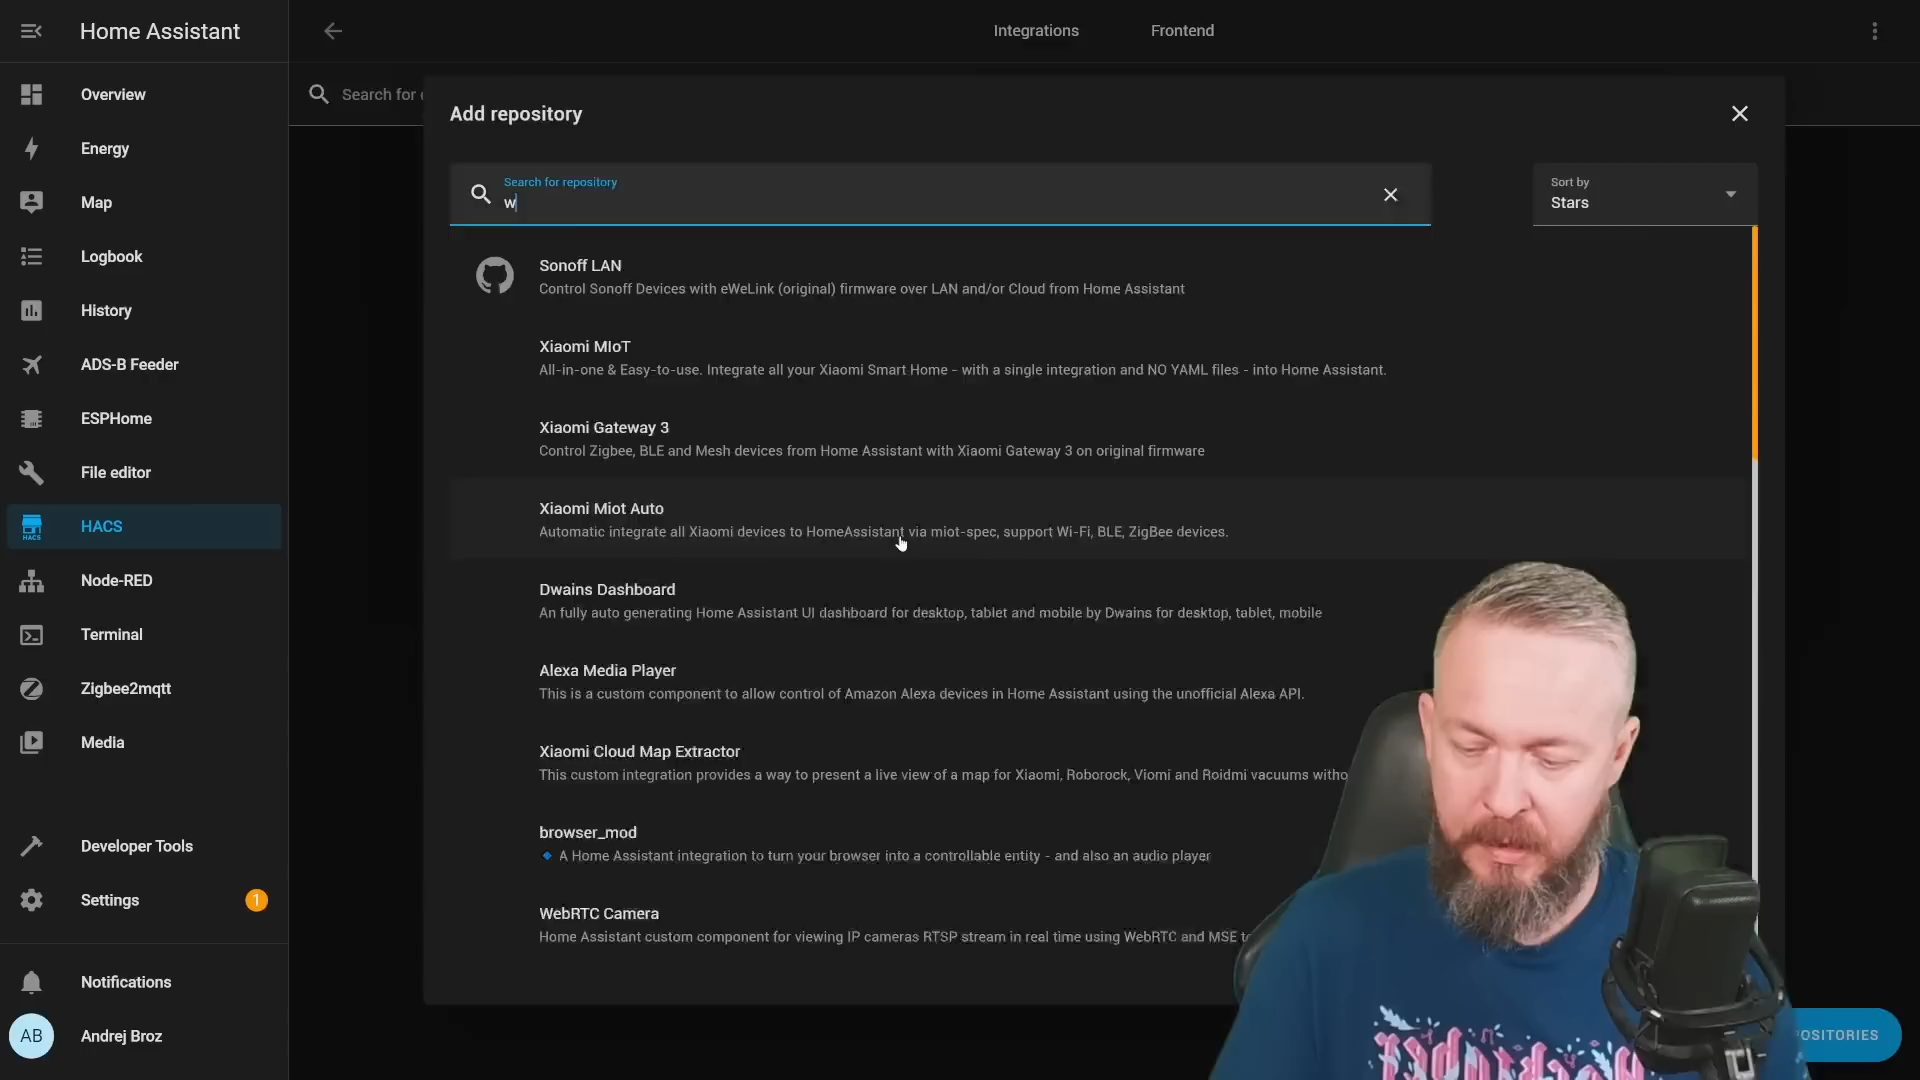 Home Assistant
Integrations
Frontend
Overview
Energy
Map
Logbook
History
ADS-B Feeder
ESPHome
File editor
HACS
HACS
Node-RED
Terminal
Zigbee2mqtt
Media
Developer Tools
Settings
1
Notifications
AB
Andrej Broz
Search for
Add repository
Search for repository
w
Sort by
Stars
Sonoff LAN
Control Sonoff Devices with eWeLink (original) firmware over LAN and/or Cloud from Home Assistant
Xiaomi MIoT
All-in-one & Easy-to-use. Integrate all your Xiaomi Smart Home - with a single integration and NO YAML files - into Home Assistant.
Xiaomi Gateway 3
Control Zigbee, BLE and Mesh devices from Home Assistant with Xiaomi Gateway 3 on original firmware
Xiaomi Miot Auto
Automatic integrate all Xiaomi devices to HomeAssistant via miot-spec, support Wi-Fi, BLE, ZigBee devices.
Dwains Dashboard
An fully auto generating Home Assistant UI dashboard for desktop, tablet and mobile by Dwains for desktop, tablet, mobile
Alexa Media Player
This is a custom component to allow control of Amazon Alexa devices in Home Assistant using the unofficial Alexa API.
Xiaomi Cloud Map Extractor
This custom integration provides a way to present a live view of a map for Xiaomi, Roborock, Viomi and Roidmi vacuums witho
browser_mod
🔹 A Home Assistant integration to turn your browser into a controllable entity - and also an audio player
WebRTC Camera
Home Assistant custom component for viewing IP cameras RTSP stream in real time using WebRTC and MSE
OSITORIES